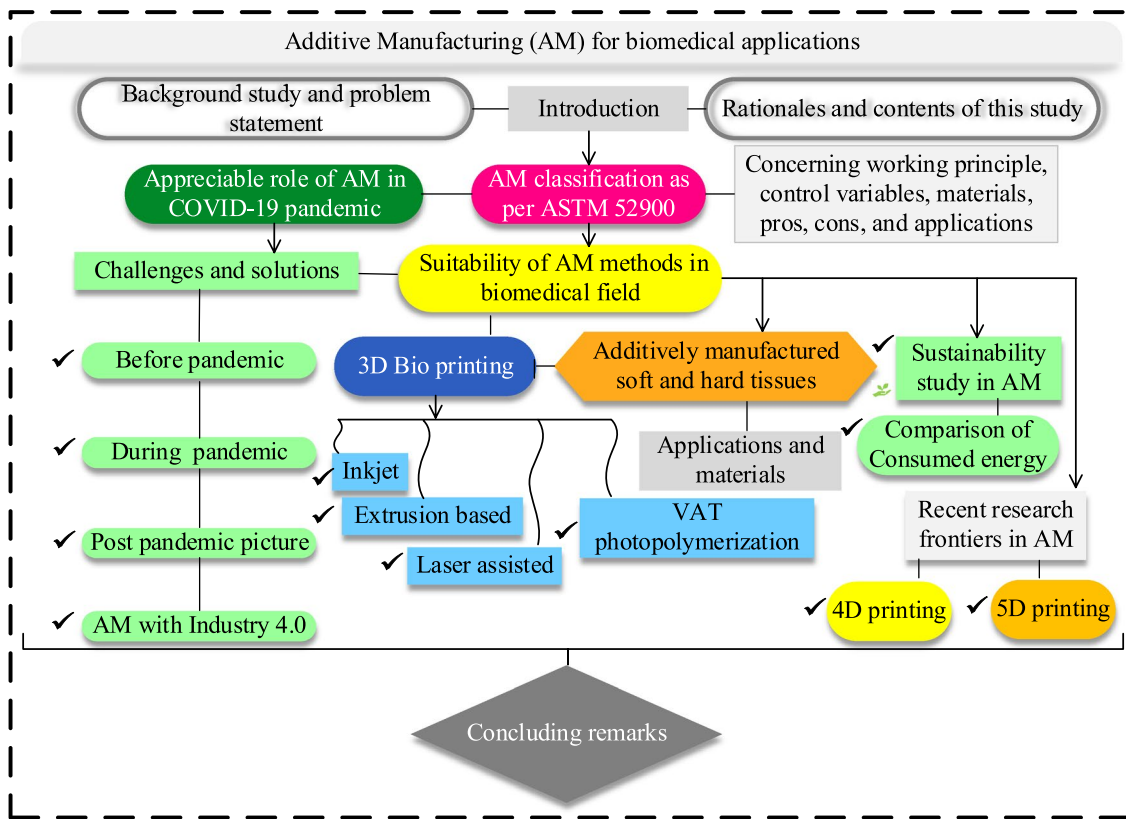 Additive Manufacturing (AM) for biomedical applications
Background study and problem
statement
Introduction
Rationales and contents of this study
Appreciable role of AM in
COVID-19 pandemic
AM classification as
per ASTM 52900
Concerning working principle,
control variables, materials,
pros, cons, and applications
Challenges and solutions
Suitability of AM methods in
biomedical field
Before pandemic
During pandemic
Post pandemic picture
AM with Industry 4.0
3D Bio printing
Additively manufactured
soft and hard tissues
Sustainability
study in AM
Comparison of
Consumed energy
Applications and
materials
Inkjet
Extrusion based
Laser assisted
VAT
photopolymerization
Recent research
frontiers in AM
4D printing
5D printing
Concluding remarks